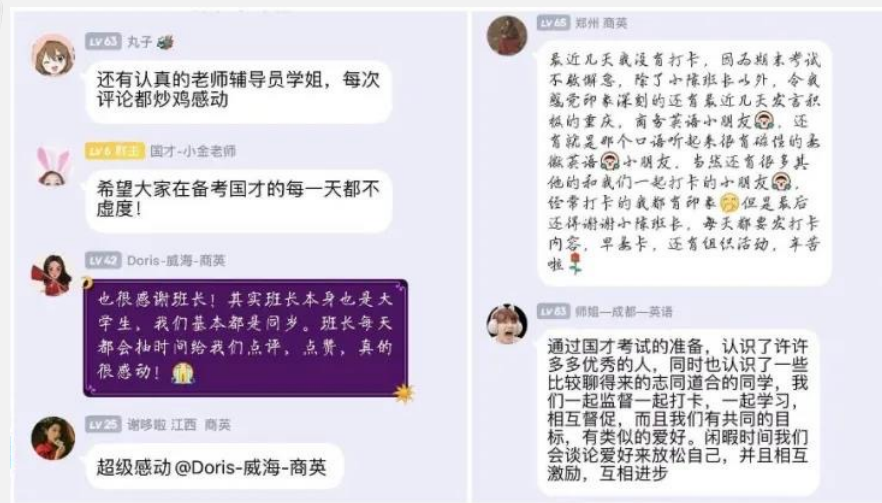 LV63 丸子
还有认真的老师辅导员学姐，每次
评论都炒鸡感动
LV6 群主 国才-小金老师
希望大家在备考国才的每一天都不
虚度！
LV42 Doris-威海-商英
也很感谢班长！其实班长本身也是大
学生，我们基本都是同岁。班长每天
都会抽时间给我们点评，点赞，真的
很感动！
LV25 谢哆啦 江西 商英
超级感动@Doris-威海-商英
LV65 郑州 商英
最近几天我没有打卡，因为期末考试
不敢懈怠，除了小陈班长以外，令我
感觉印象深刻的还有最近几天发言积
极的重庆，商务英语小朋友，还
有就是那个口语听起来很有磁性的安
徽英语小朋友，当然还有很多其
他的和我们一起打卡的小朋友，
经常打卡的我都有印象但是最后
还得谢谢小陈班长，每天都要发打卡
内容，早晚卡，还有组织活动，辛苦
啦
LV83 师姐—成都—英语
通过国才考试的准备，认识了许许
多多优秀的人，同时也认识了一些
比较聊得来的志同道合的同学，我
们一起监督一起打卡，一起学习，
相互督促，而且我们有共同的目
标，有类似的爱好。闲暇时间我们
会谈论爱好来放松自己，并且相互
激励，互相进步